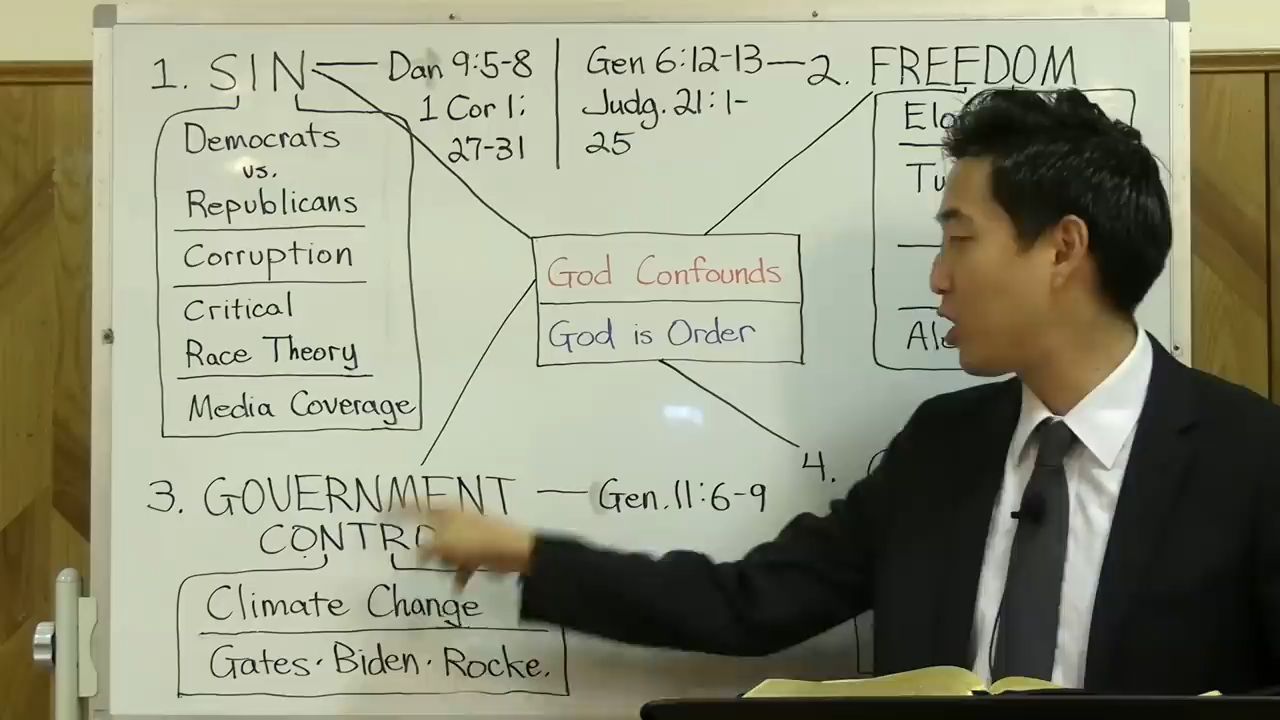 1. SIN — Dan 9:5-8
1 Cor 1:
27-31
Gen 6:12-13 — 2. FREEDOM
Judg. 21:1-
25
Democrats
vs.
Republicans
Corruption
Critical
Race Theory
Media Coverage
God Confounds
God is Order
3. GOVERNMENT — Gen. 11:6-9
Climate Change
Gates · Biden · Rocke.
4.